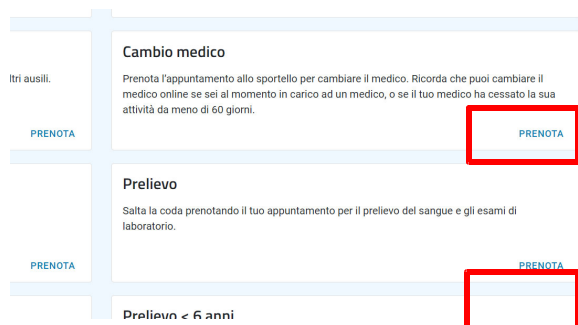 Cambio medico
ltri ausili.
Prenota l'appuntamento allo sportello per cambiare il medico. Ricorda che puoi cambiare il
medico online se sei al momento in carico ad un medico, o se il tuo medico ha cessato la sua
attività da meno di 60 giorni.
PRENOTA
PRENOTA
Prelievo
Salta la coda prenotando il tuo appuntamento per il prelievo del sangue e gli esami di
laboratorio.
PRENOTA
PRENOTA
Prelievo < 6 anni